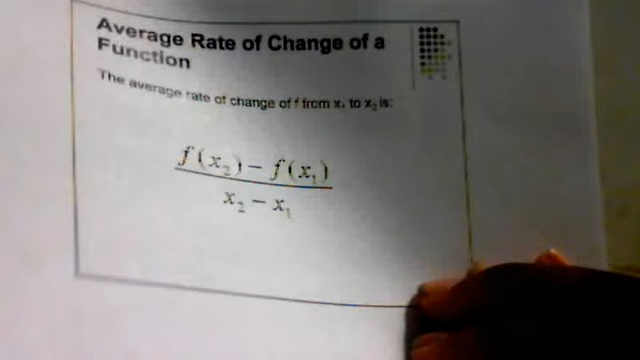 Average Rate of Change of a
Function
The average rate of change of f from x₁ to x₂ is:
f(x₂) − f(x₁)
x₂ − x₁